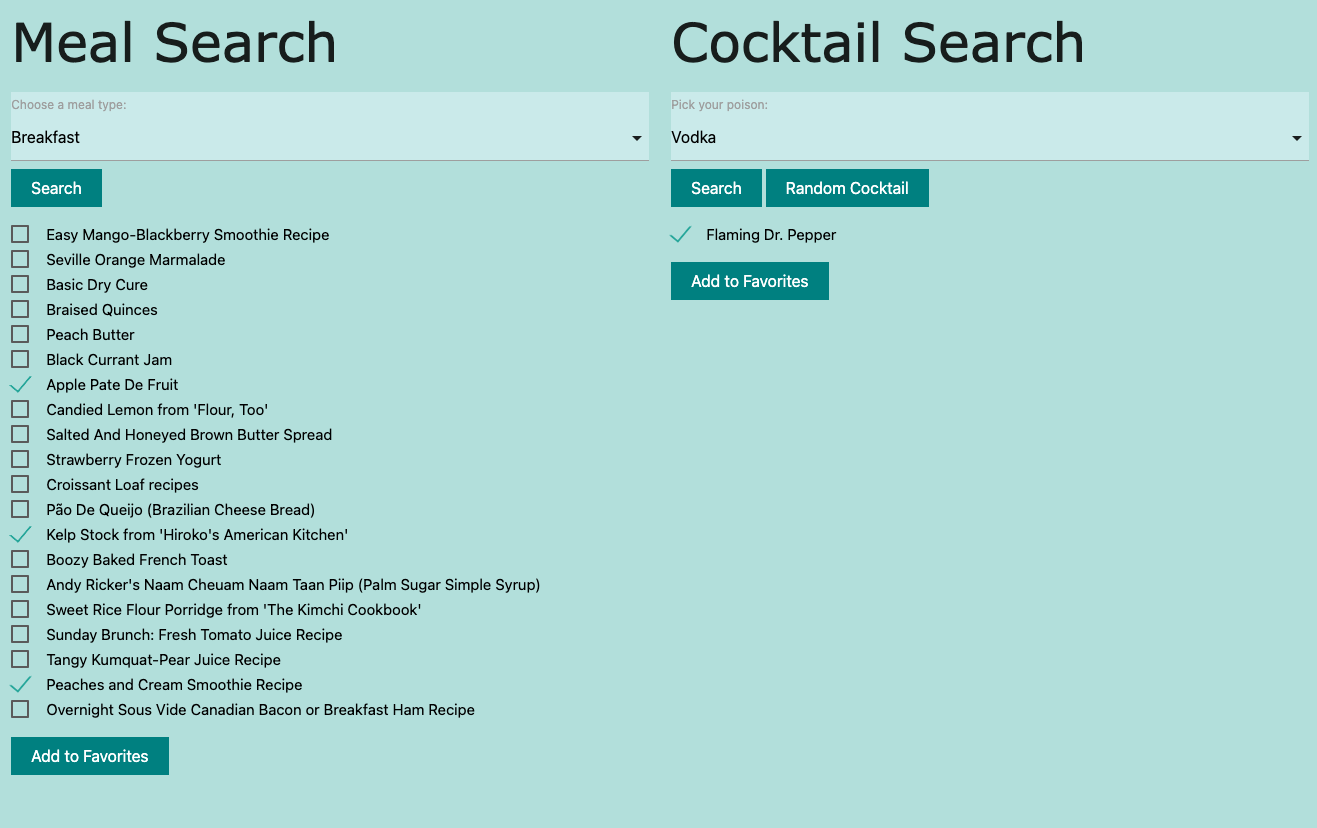 Meal Search
Choose a meal type:
Breakfast
Search
Easy Mango-Blackberry Smoothie Recipe
Seville Orange Marmalade
Basic Dry Cure
Braised Quinces
Peach Butter
Black Currant Jam
Apple Pate De Fruit
Candied Lemon from 'Flour, Too'
Salted And Honeyed Brown Butter Spread
Strawberry Frozen Yogurt
Croissant Loaf recipes
Pão De Queijo (Brazilian Cheese Bread)
Kelp Stock from 'Hiroko's American Kitchen'
Boozy Baked French Toast
Andy Ricker's Naam Cheuam Naam Taan Piip (Palm Sugar Simple Syrup)
Sweet Rice Flour Porridge from 'The Kimchi Cookbook'
Sunday Brunch: Fresh Tomato Juice Recipe
Tangy Kumquat-Pear Juice Recipe
Peaches and Cream Smoothie Recipe
Overnight Sous Vide Canadian Bacon or Breakfast Ham Recipe
Add to Favorites
Cocktail Search
Pick your poison:
Vodka
Search
Random Cocktail
Flaming Dr. Pepper
Add to Favorites